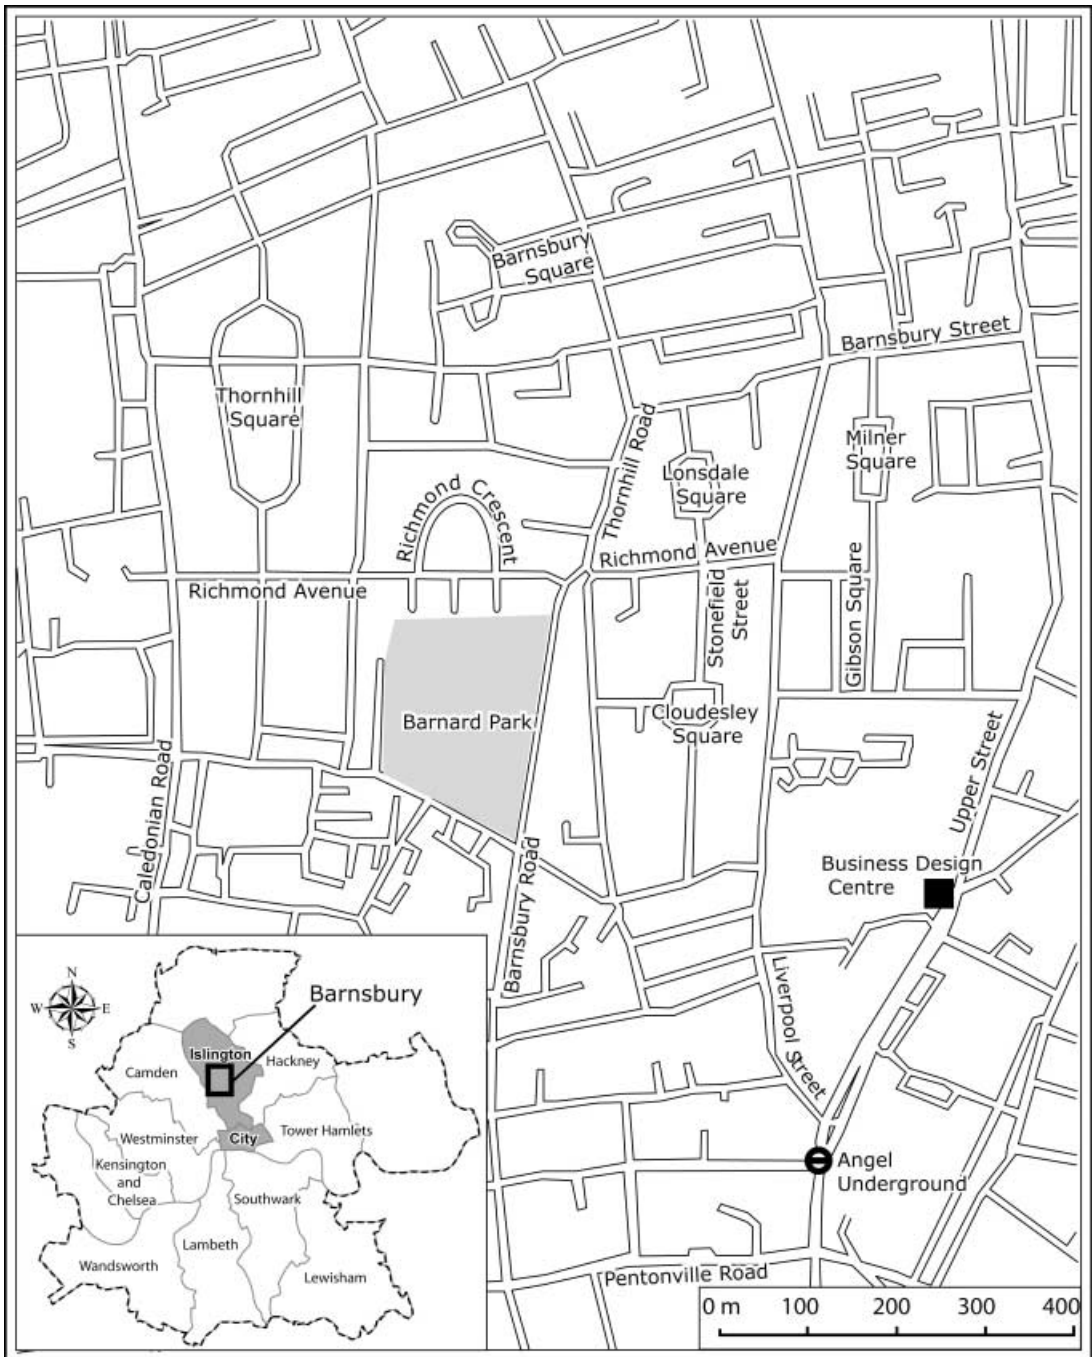 Barnsbury
Square
Barnsbury Street
Thornhill
Square
Thornhill Road
Milner
Square
Lonsdale
Square
Richmond Crescent
Richmond Avenue
Richmond Avenue
Stonefield
Street
Gibson Square
Barnard Park
Cloudesley
Square
Caledonian Road
Upper Street
Barnsbury Road
Business Design
Centre
Liverpool Street
Angel
Underground
Pentonville Road
0 m 100 200 300 400
N
W E
S
Barnsbury
Islington
Hackney
Camden
Westminster
City
Tower Hamlets
Kensington
and
Chelsea
Southwark
Lambeth
Wandsworth
Lewisham